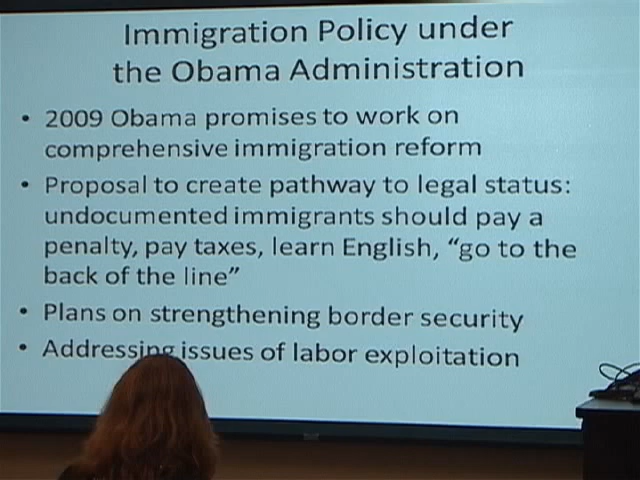 Immigration Policy under
the Obama Administration
• 2009 Obama promises to work on
comprehensive immigration reform
• Proposal to create pathway to legal status:
undocumented immigrants should pay a
penalty, pay taxes, learn English, “go to the
back of the line”
• Plans on strengthening border security
• Addressing issues of labor exploitation